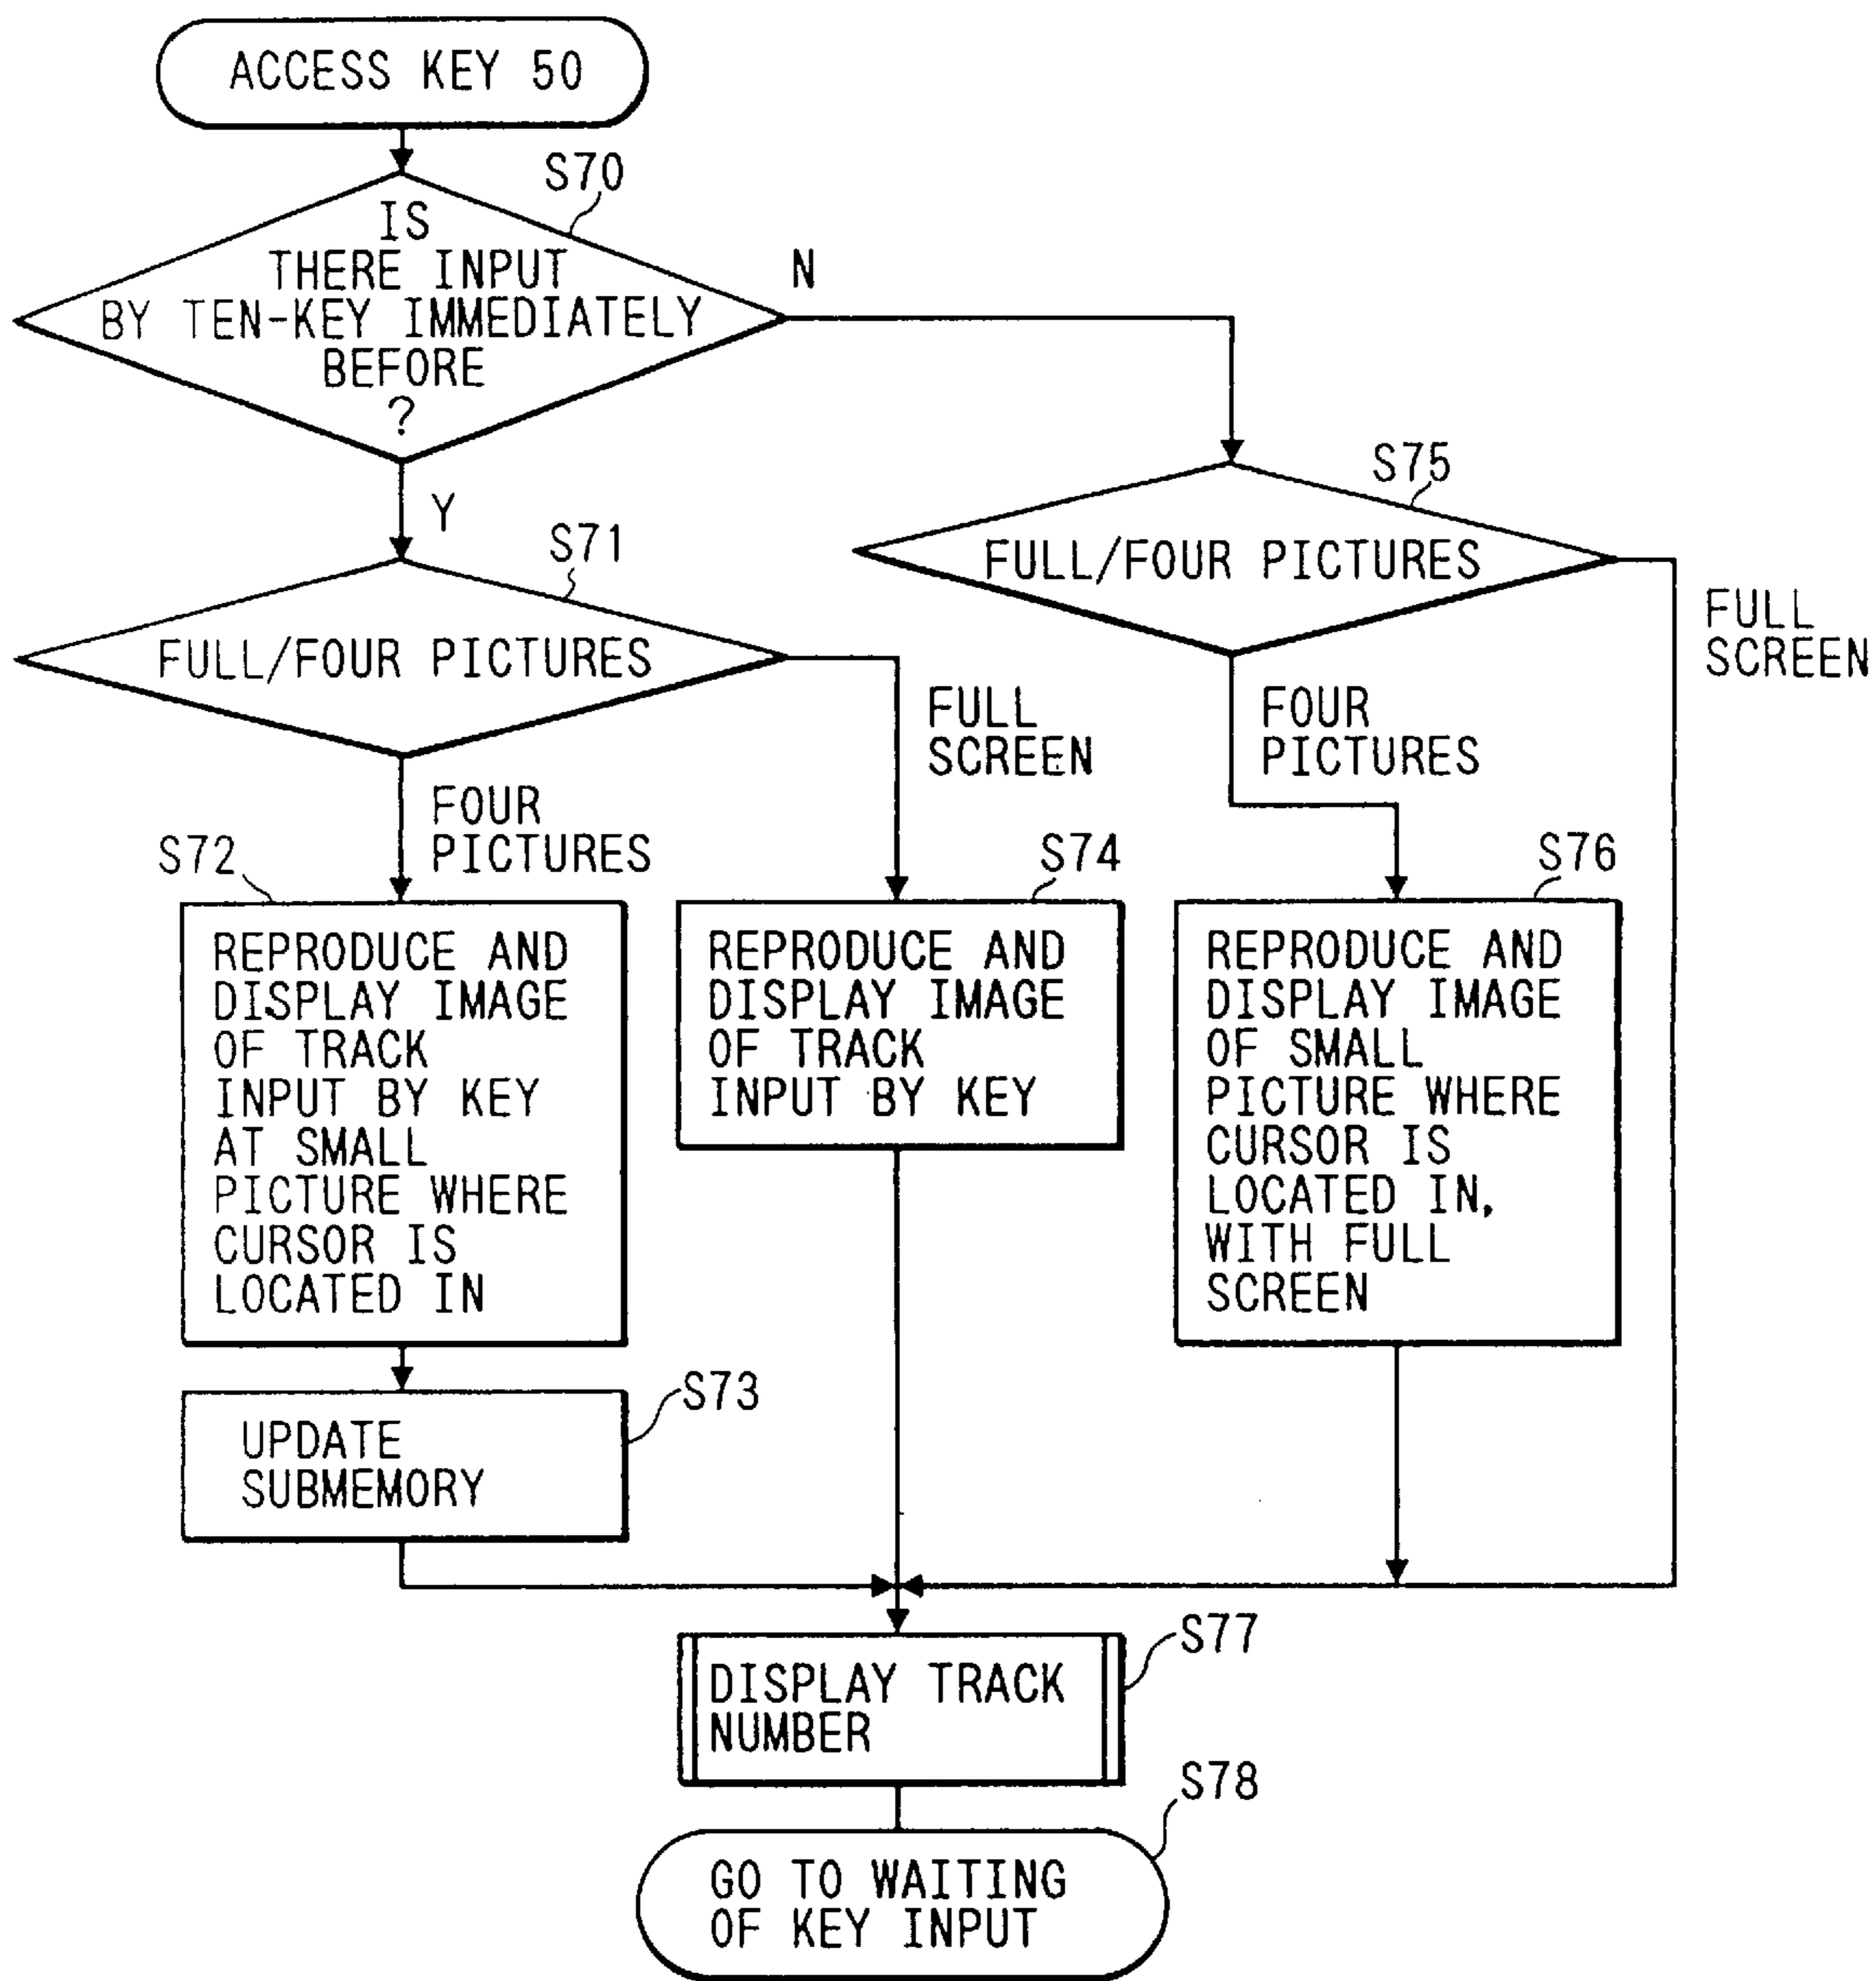 ACCESS KEY 50
S70
IS
THERE INPUT
BY TEN-KEY IMMEDIATELY
BEFORE
?
N
Y
S75
FULL/FOUR PICTURES
FULL
SCREEN
FOUR
PICTURES
S71
FULL/FOUR PICTURES
FULL
SCREEN
FOUR
PICTURES
S72
REPRODUCE AND
DISPLAY IMAGE
OF TRACK
INPUT BY KEY
AT SMALL
PICTURE WHERE
CURSOR IS
LOCATED IN
S74
REPRODUCE AND
DISPLAY IMAGE
OF TRACK
INPUT BY KEY
S76
REPRODUCE AND
DISPLAY IMAGE
OF SMALL
PICTURE WHERE
CURSOR IS
LOCATED IN,
WITH FULL
SCREEN
S73
UPDATE
SUBMEMORY
S77
DISPLAY TRACK
NUMBER
S78
GO TO WAITING
OF KEY INPUT